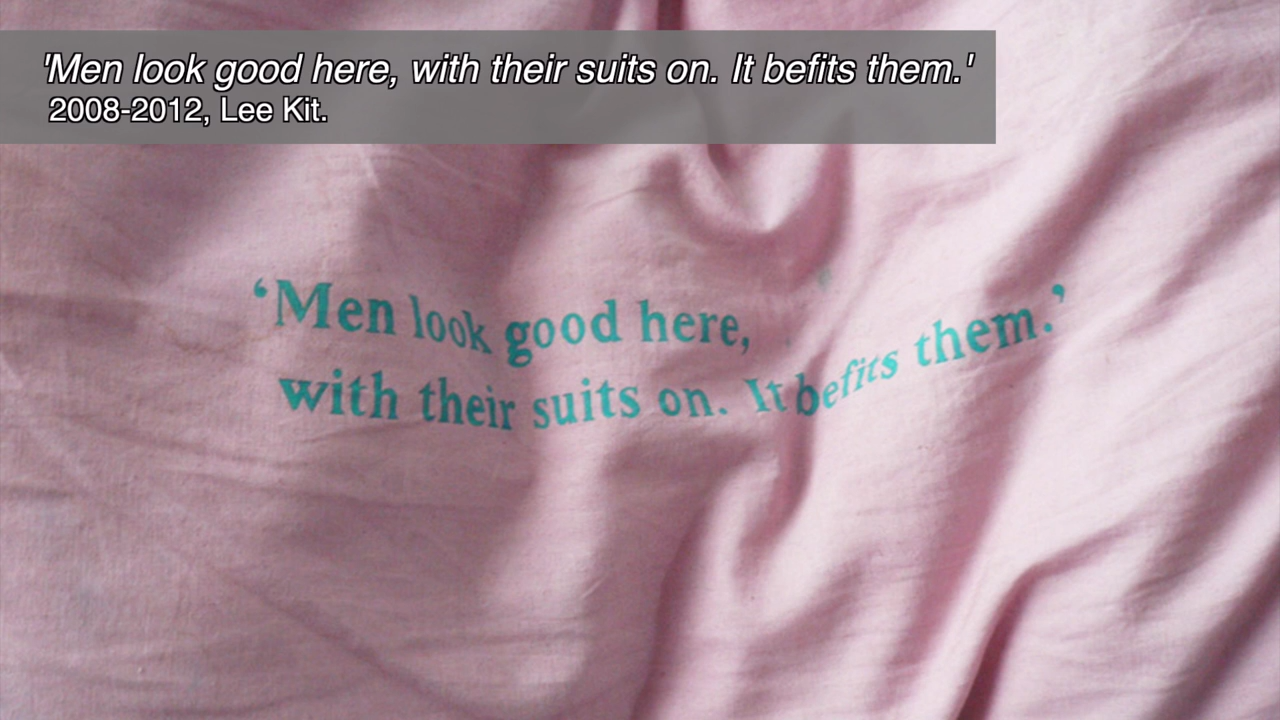 'Men look good here, with their suits on. It befits them.'
2008-2012, Lee Kit.
‘Men look good here,
with their suits on. It befits them.’